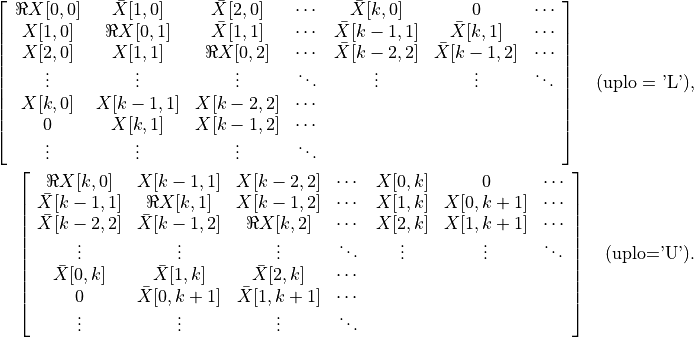 ℜX[0,0] X̄[1,0] X̄[2,0] ⋯ X̄[k,0] 0 ⋯
X[1,0] ℜX[0,1] X̄[1,1] ⋯ X̄[k−1,1] X̄[k,1] ⋯
X[2,0] X[1,1] ℜX[0,2] ⋯ X̄[k−2,2] X̄[k−1,2] ⋯
⋮ ⋮ ⋮ ⋱ ⋮ ⋮ ⋱ (uplo = 'L'),
X[k,0] X[k−1,1] X[k−2,2] ⋯
0 X[k,1] X[k−1,2] ⋯
⋮ ⋮ ⋮ ⋱
ℜX[k,0] X[k−1,1] X[k−2,2] ⋯ X[0,k] 0 ⋯
X̄[k−1,1] ℜX[k,1] X[k−1,2] ⋯ X[1,k] X[0,k+1] ⋯
X̄[k−2,2] X̄[k−1,2] ℜX[k,2] ⋯ X[2,k] X[1,k+1] ⋯
⋮ ⋮ ⋮ ⋱ ⋮ ⋮ ⋱ (uplo='U').
X̄[0,k] X̄[1,k] X̄[2,k] ⋯
0 X̄[0,k+1] X̄[1,k+1] ⋯
⋮ ⋮ ⋮ ⋱